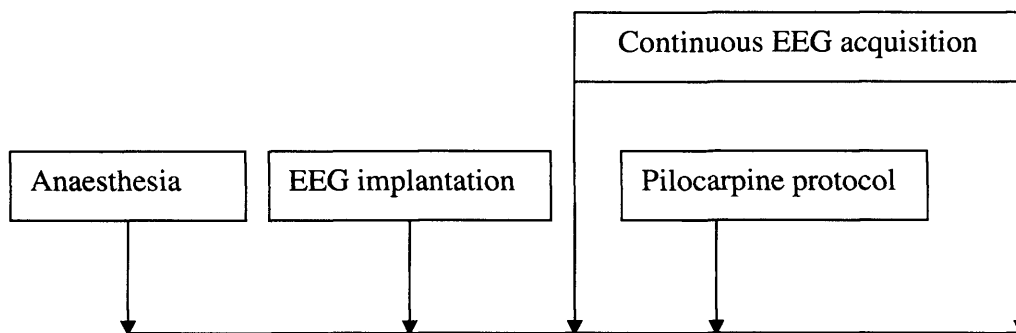 Continuous EEG acquisition
Anaesthesia
EEG implantation
Pilocarpine protocol